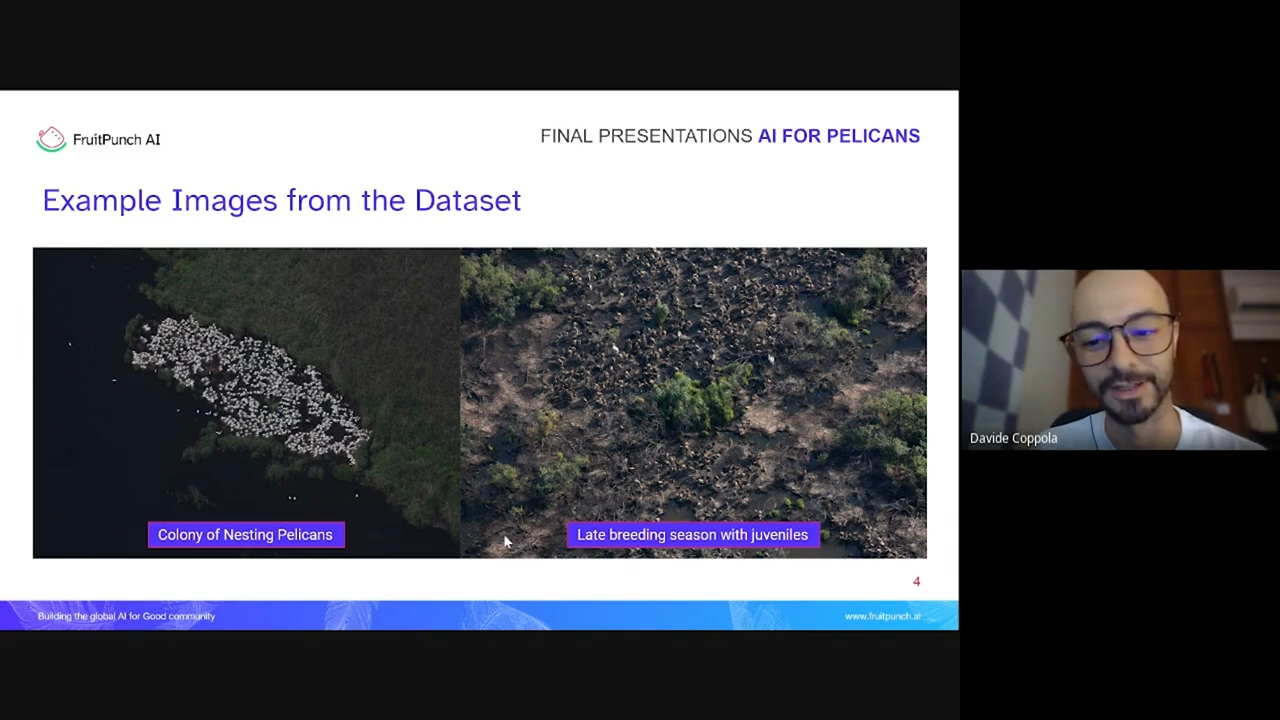 FruitPunch AI
FINAL PRESENTATIONS AI FOR PELICANS
Example Images from the Dataset
Colony of Nesting Pelicans
Late breeding season with juveniles
4
Building the global AI for Good community
www.fruitpunch.ai
Davide Coppola